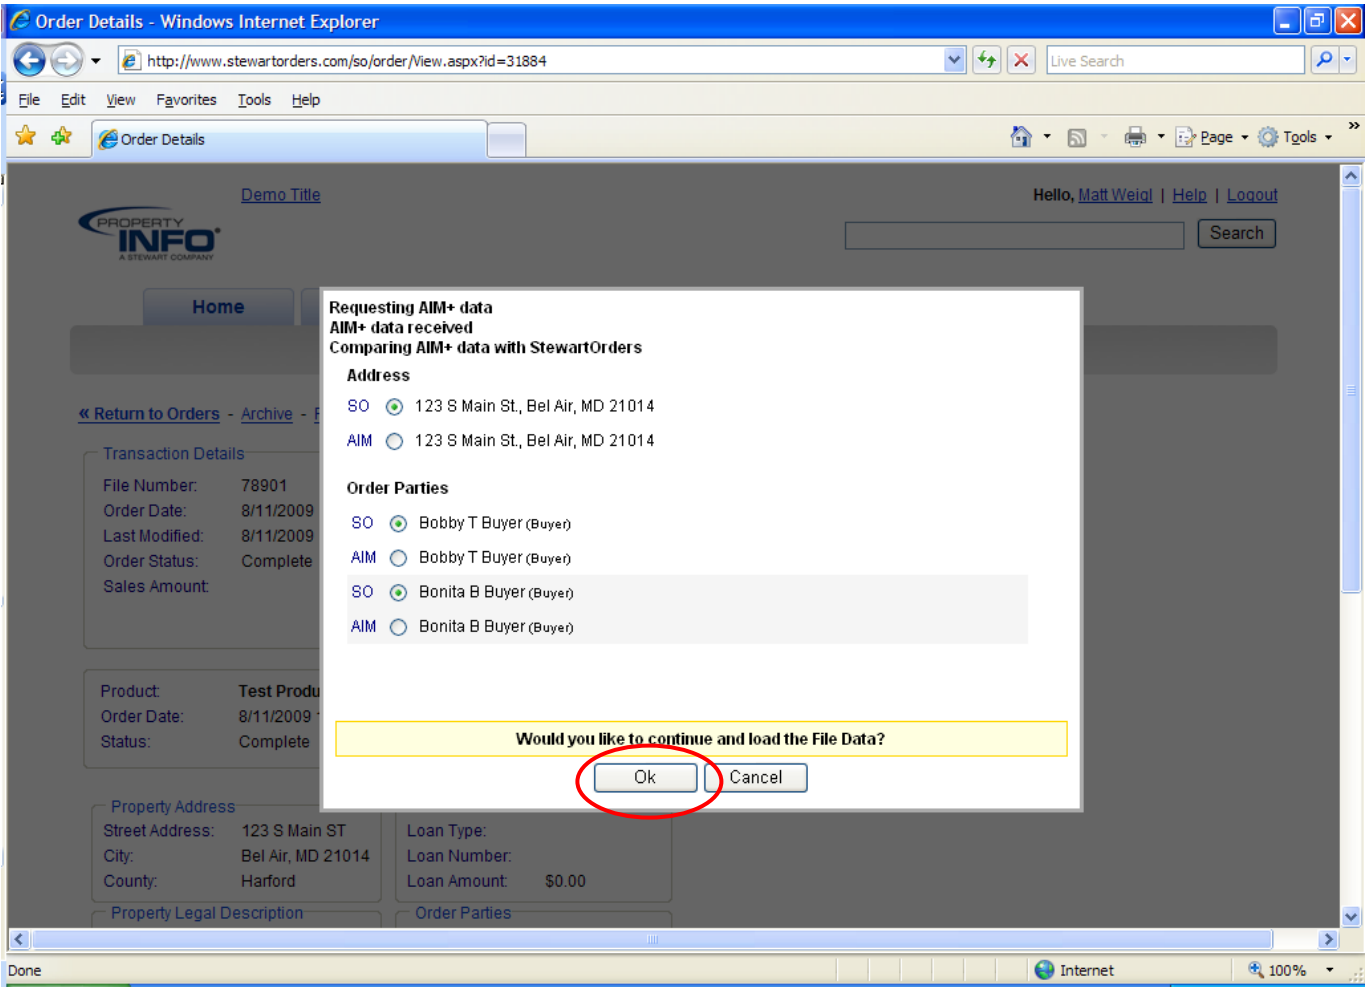 Order Details - Windows Internet Explorer
http://www.stewartorders.com/so/order/View.aspx?id=31884
Live Search
File Edit View Favorites Tools Help
Order Details
Page Tools »
Demo Title
Hello, Matt Weigl | Help | Logout
PROPERTY
INFO
A STEWART COMPANY
Search
Home
Requesting AIM+ data
AIM+ data received
Comparing AIM+ data with StewartOrders
Address
SO 123 S Main St., Bel Air, MD 21014
AIM 123 S Main St., Bel Air, MD 21014
Order Parties
SO Bobby T Buyer (Buyer)
AIM Bobby T Buyer (Buyer)
SO Bonita B Buyer (Buyer)
AIM Bonita B Buyer (Buyer)
Would you like to continue and load the File Data?
Ok Cancel
« Return to Orders - Archive -
Transaction Details
File Number: 78901
Order Date: 8/11/2009
Last Modified: 8/11/2009
Order Status: Complete
Sales Amount:
Product: Test Produ
Order Date: 8/11/2009
Status: Complete
Property Address
Street Address: 123 S Main ST
City: Bel Air, MD 21014
County: Harford
Loan Type:
Loan Number:
Loan Amount: $0.00
Property Legal Description
Order Parties
Done
Internet
100%